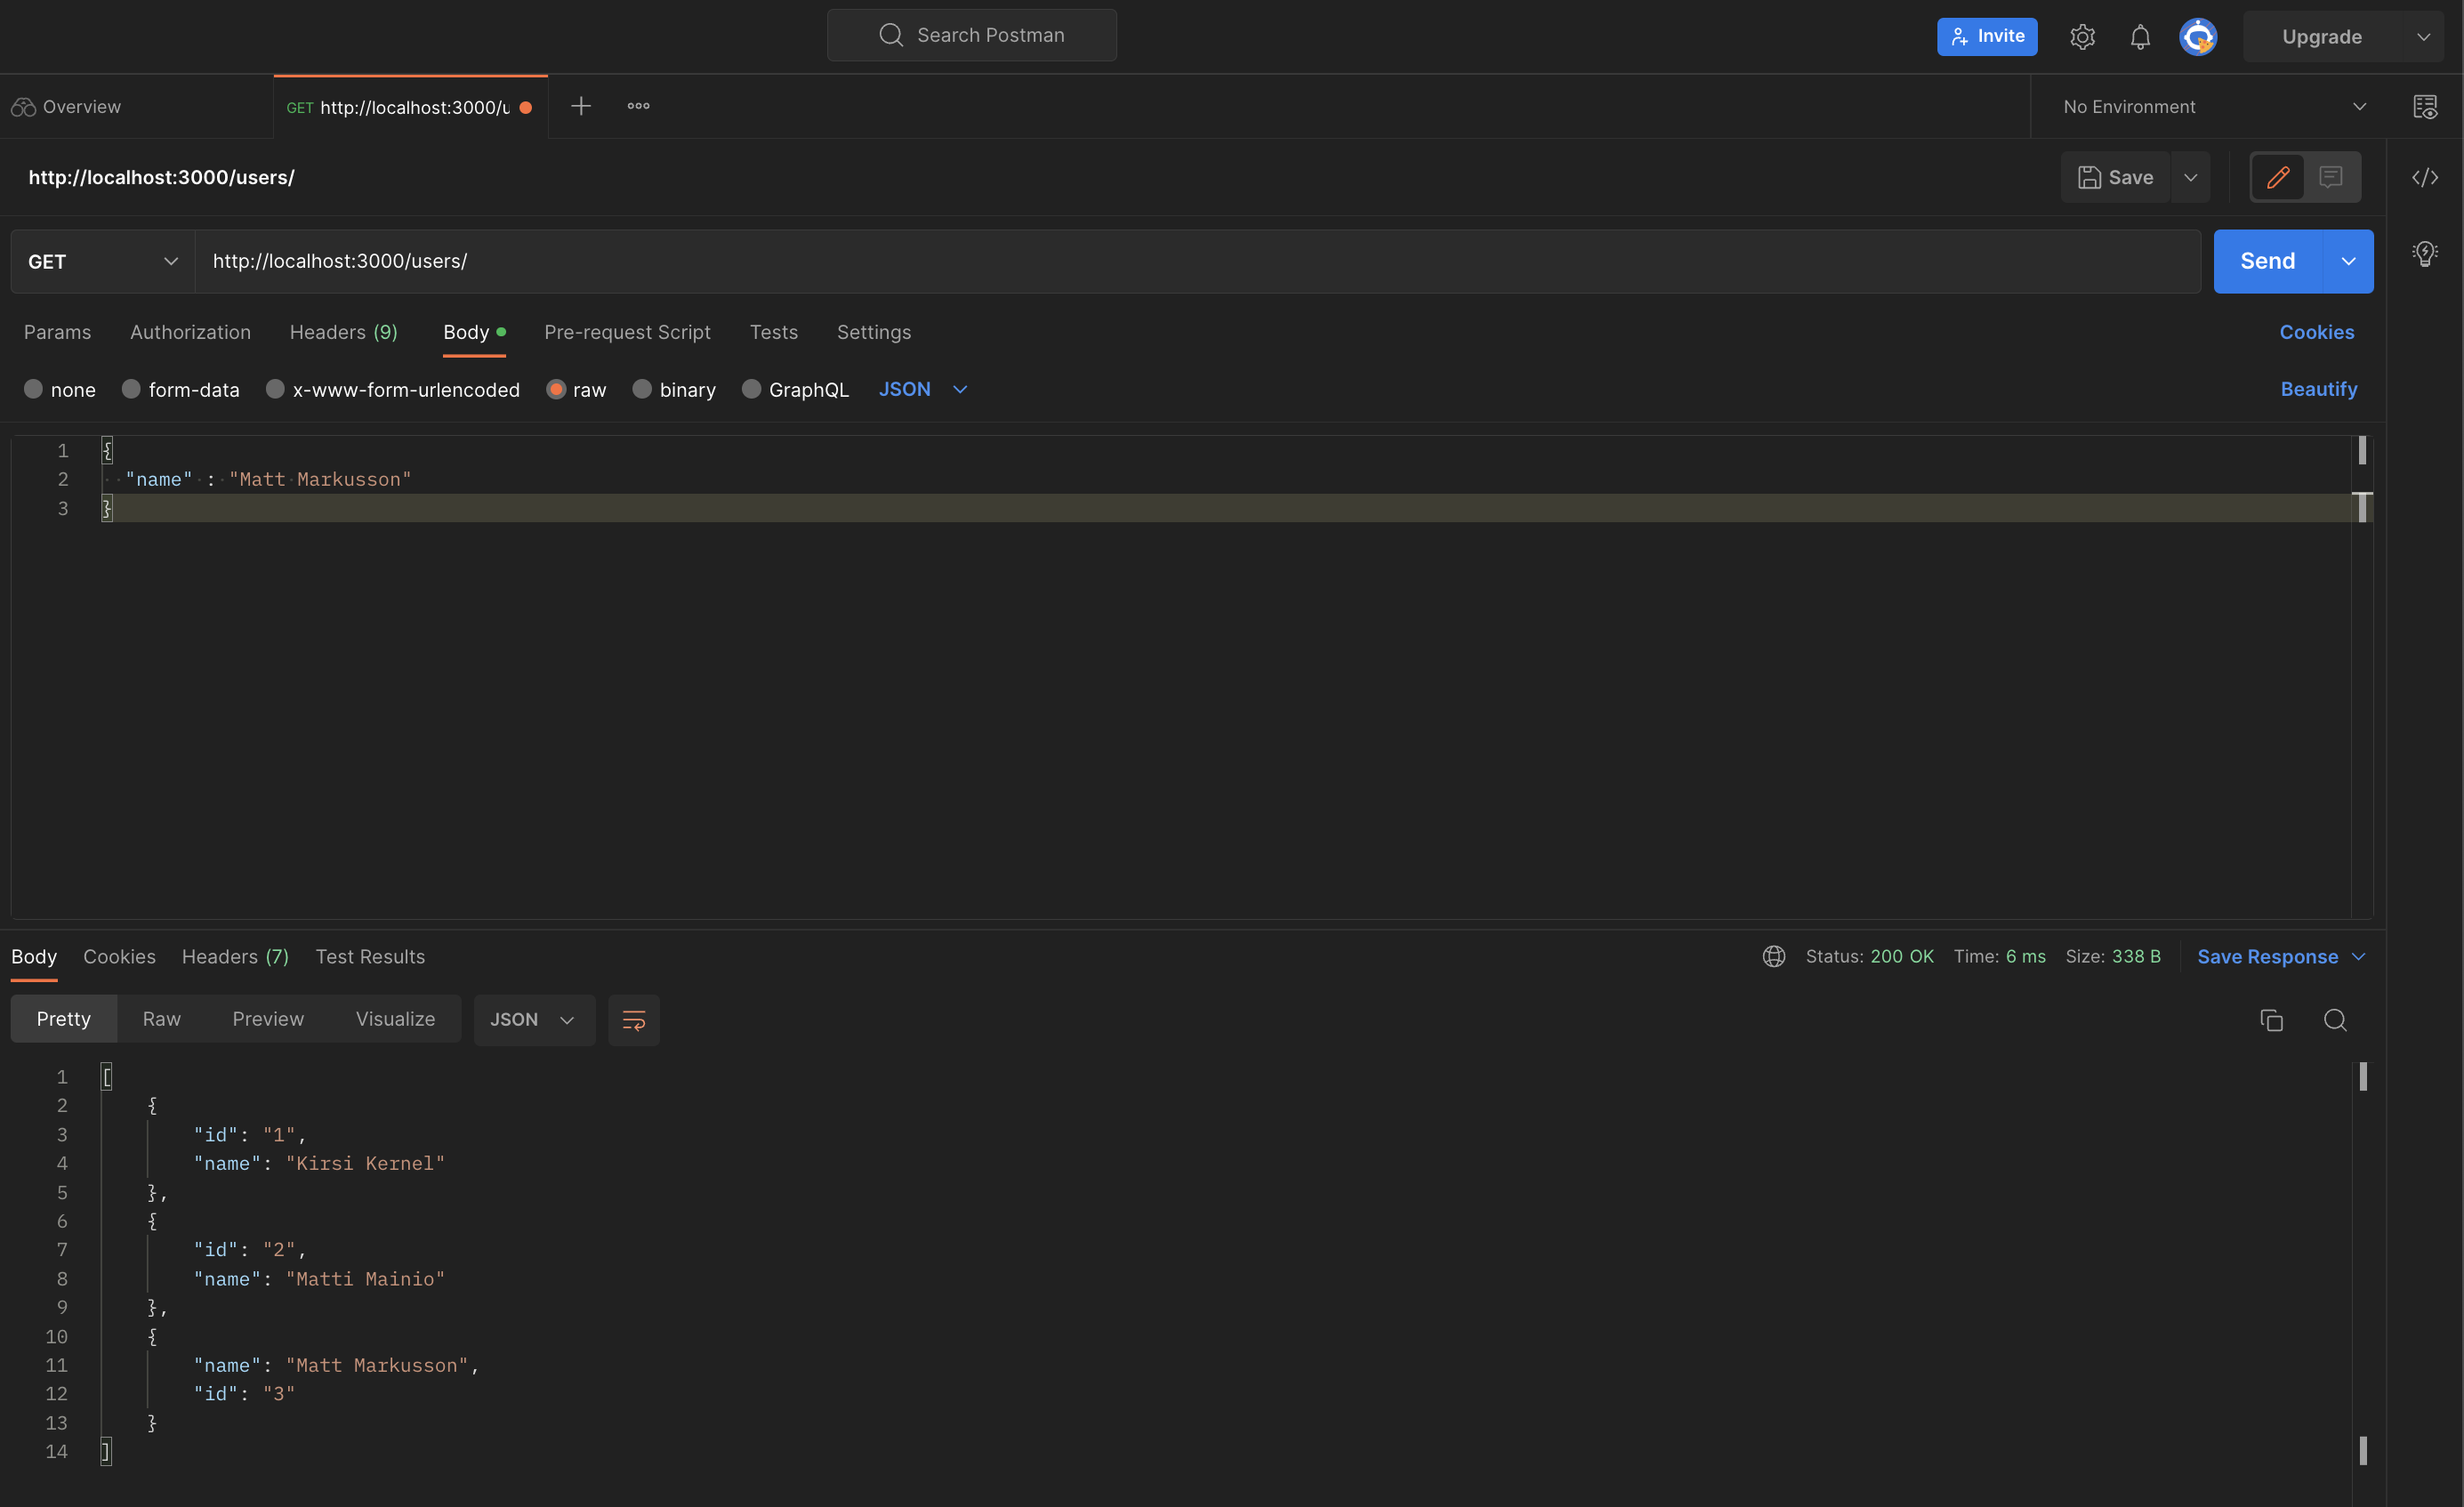 Search Postman
Invite
Upgrade
Overview
GET http://localhost:3000/u
No Environment
http://localhost:3000/users/
Save
GET
http://localhost:3000/users/
Send
Params Authorization Headers (9) Body Pre-request Script Tests Settings
Cookies
none form-data x-www-form-urlencoded raw binary GraphQL JSON
Beautify
1 {
2 "name" : "Matt Markusson"
3 }
Body Cookies Headers (7) Test Results
Status: 200 OK Time: 6 ms Size: 338 B
Save Response
Pretty Raw Preview Visualize JSON
1 [
2 {
3 "id": "1",
4 "name": "Kirsi Kernel"
5 },
6 {
7 "id": "2",
8 "name": "Matti Mainio"
9 },
10 {
11 "name": "Matt Markusson",
12 "id": "3"
13 }
14 ]